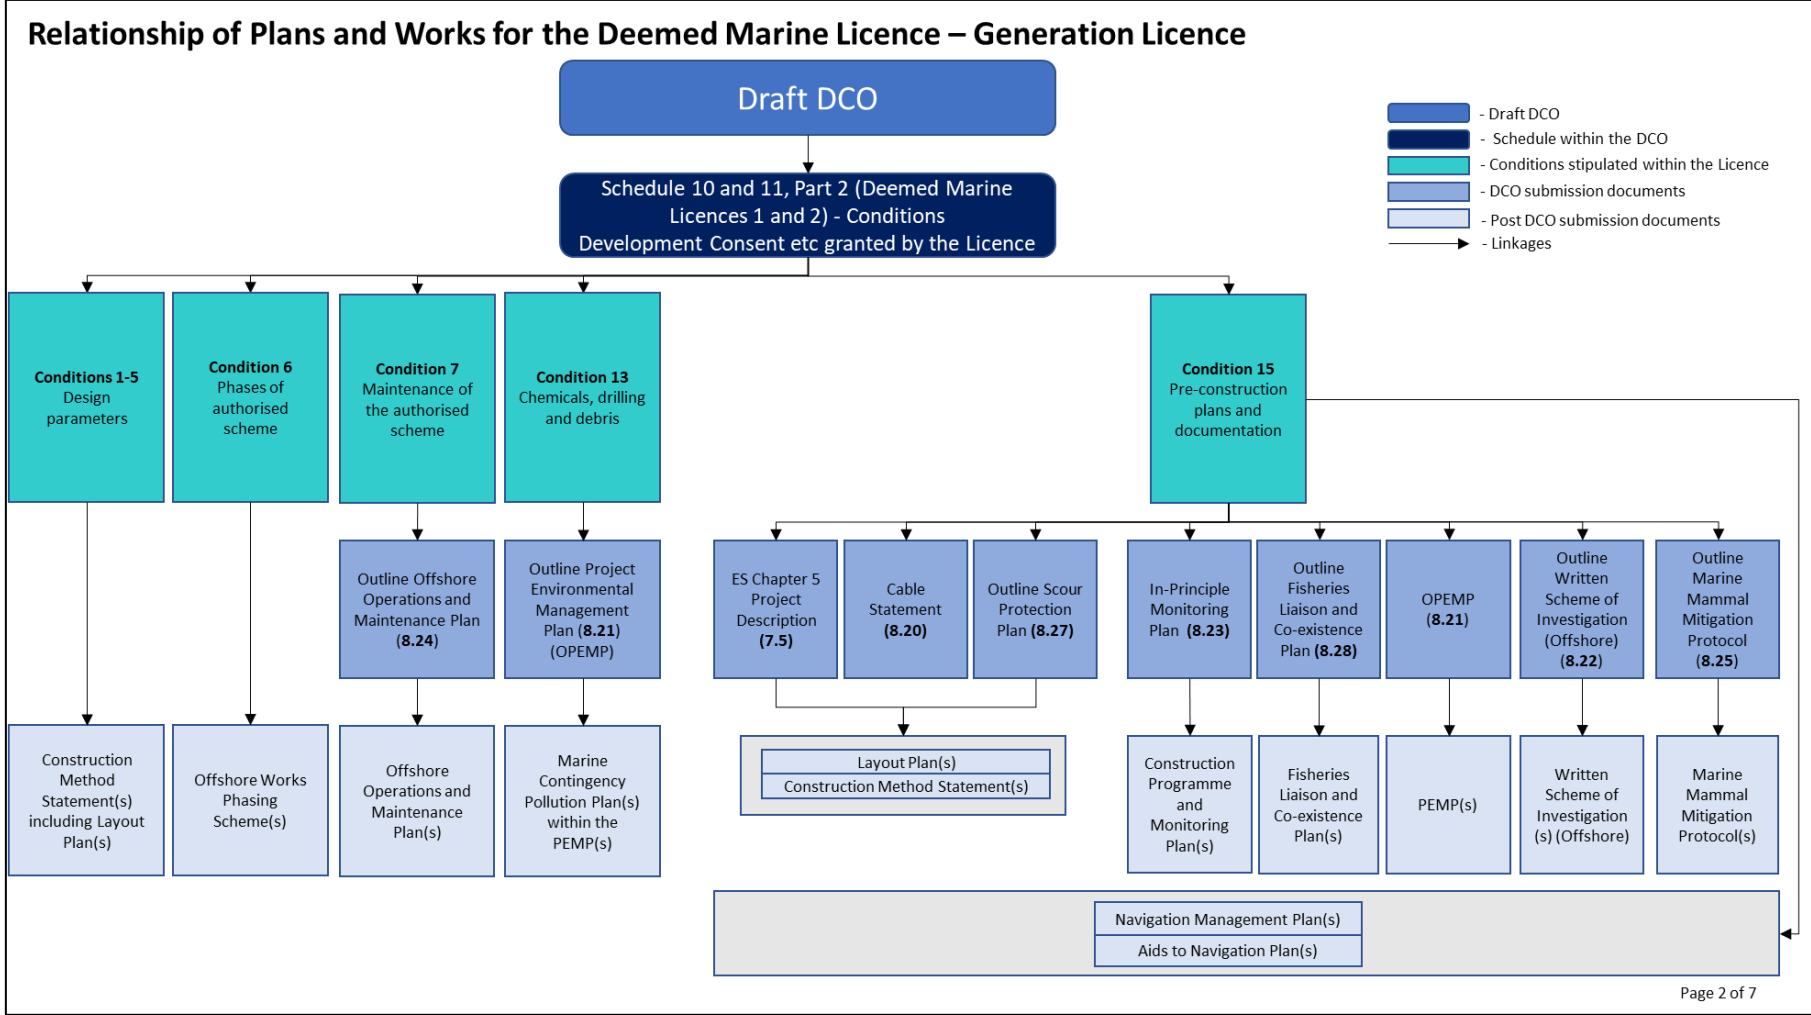 Relationship of Plans and Works for the Deemed Marine Licence – Generation Licence
Draft DCO
- Draft DCO
- Schedule within the DCO
- Conditions stipulated within the Licence
- DCO submission documents
- Post DCO submission documents
- Linkages
Schedule 10 and 11, Part 2 (Deemed Marine
Licences 1 and 2) - Conditions
Development Consent etc granted by the Licence
Conditions 1-5
Design
parameters
Condition 6
Phases of
authorised
scheme
Condition 7
Maintenance of
the authorised
scheme
Condition 13
Chemicals, drilling
and debris
Condition 15
Pre-construction
plans and
documentation
Outline Offshore
Operations and
Maintenance Plan
(8.24)
Outline Project
Environmental
Management
Plan (8.21)
(OPEMP)
ES Chapter 5
Project
Description
(7.5)
Cable
Statement
(8.20)
Outline Scour
Protection
Plan (8.27)
In-Principle
Monitoring
Plan (8.23)
Outline
Fisheries
Liaison and
Co-existence
Plan (8.28)
OPEMP
(8.21)
Outline
Written
Scheme of
Investigation
(Offshore)
(8.22)
Outline
Marine
Mammal
Mitigation
Protocol
(8.25)
Construction
Method
Statement(s)
including Layout
Plan(s)
Offshore Works
Phasing
Scheme(s)
Offshore
Operations and
Maintenance
Plan(s)
Marine
Contingency
Pollution Plan(s)
within the
PEMP(s)
Layout Plan(s)
Construction Method Statement(s)
Construction
Programme
and
Monitoring
Plan(s)
Fisheries
Liaison and
Co-existence
Plan(s)
PEMP(s)
Written
Scheme of
Investigation
(s) (Offshore)
Marine
Mammal
Mitigation
Protocol(s)
Navigation Management Plan(s)
Aids to Navigation Plan(s)
Page 2 of 7